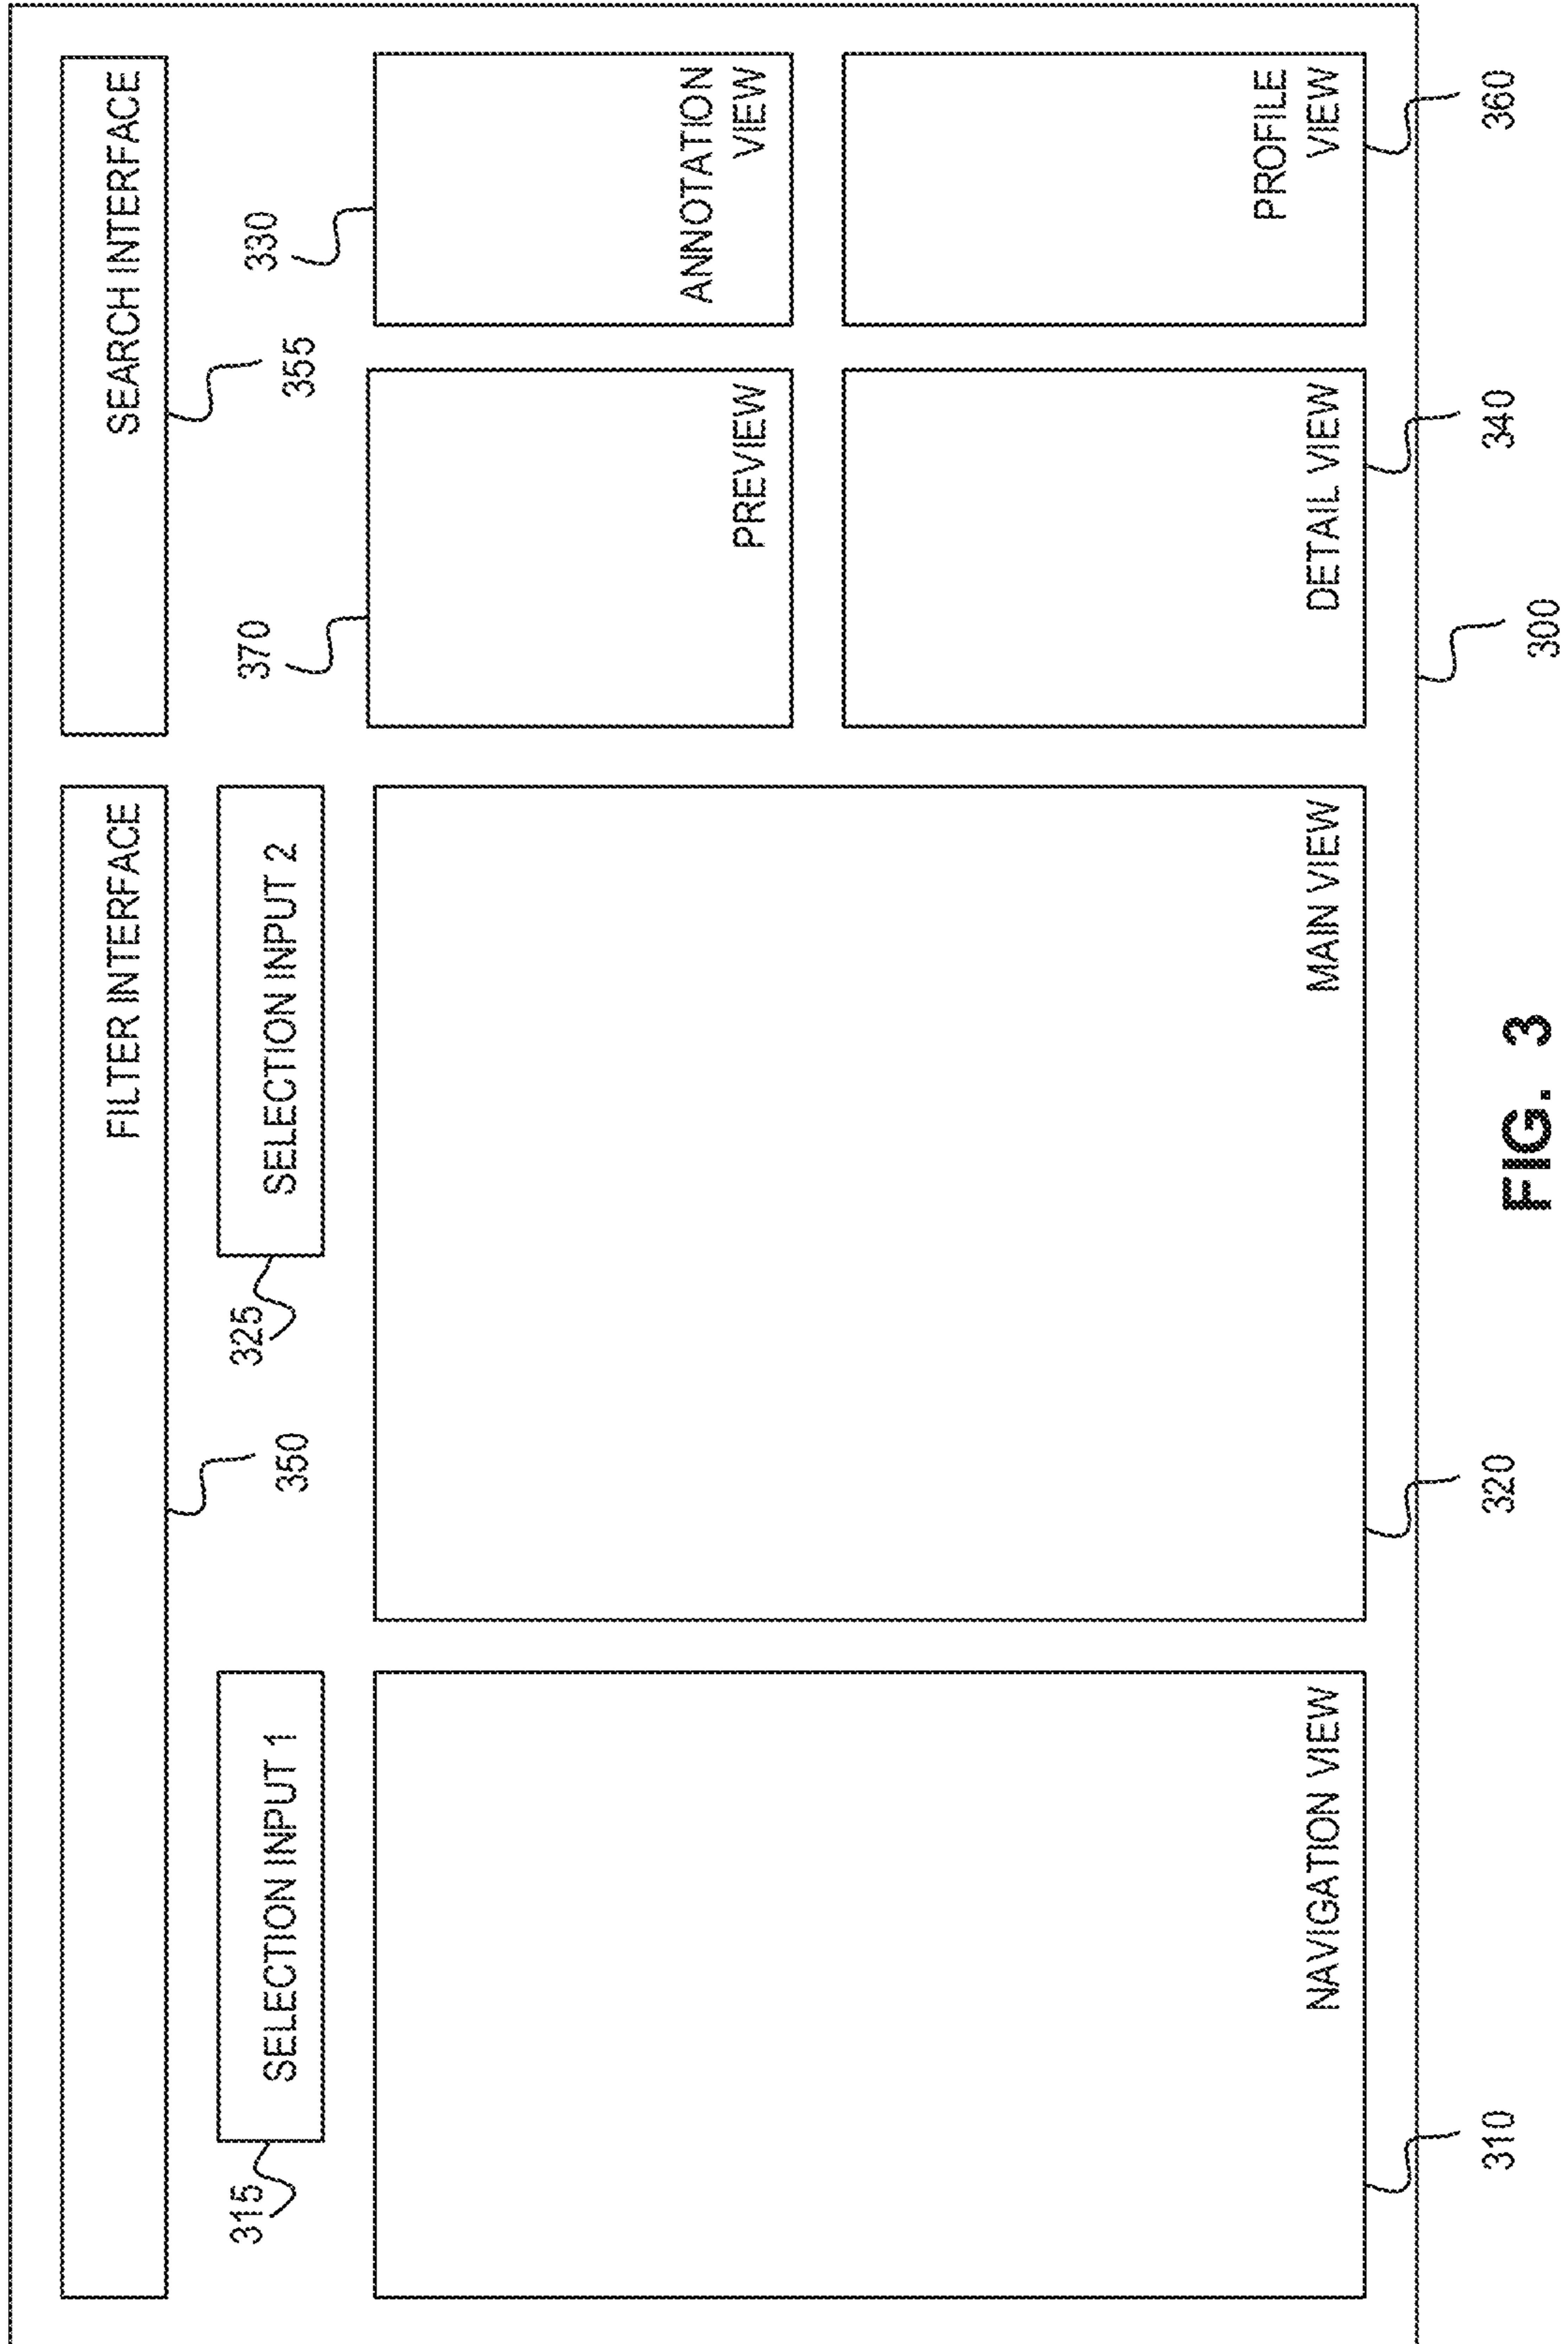 FILTER INTERFACE
SEARCH INTERFACE
350
355
315
SELECTION INPUT 1
325
SELECTION INPUT 2
370
330
PREVIEW
ANNOTATION
VIEW
NAVIGATION VIEW
MAIN VIEW
DETAIL VIEW
PROFILE
VIEW
310
320
340
360
300
FIG. 3